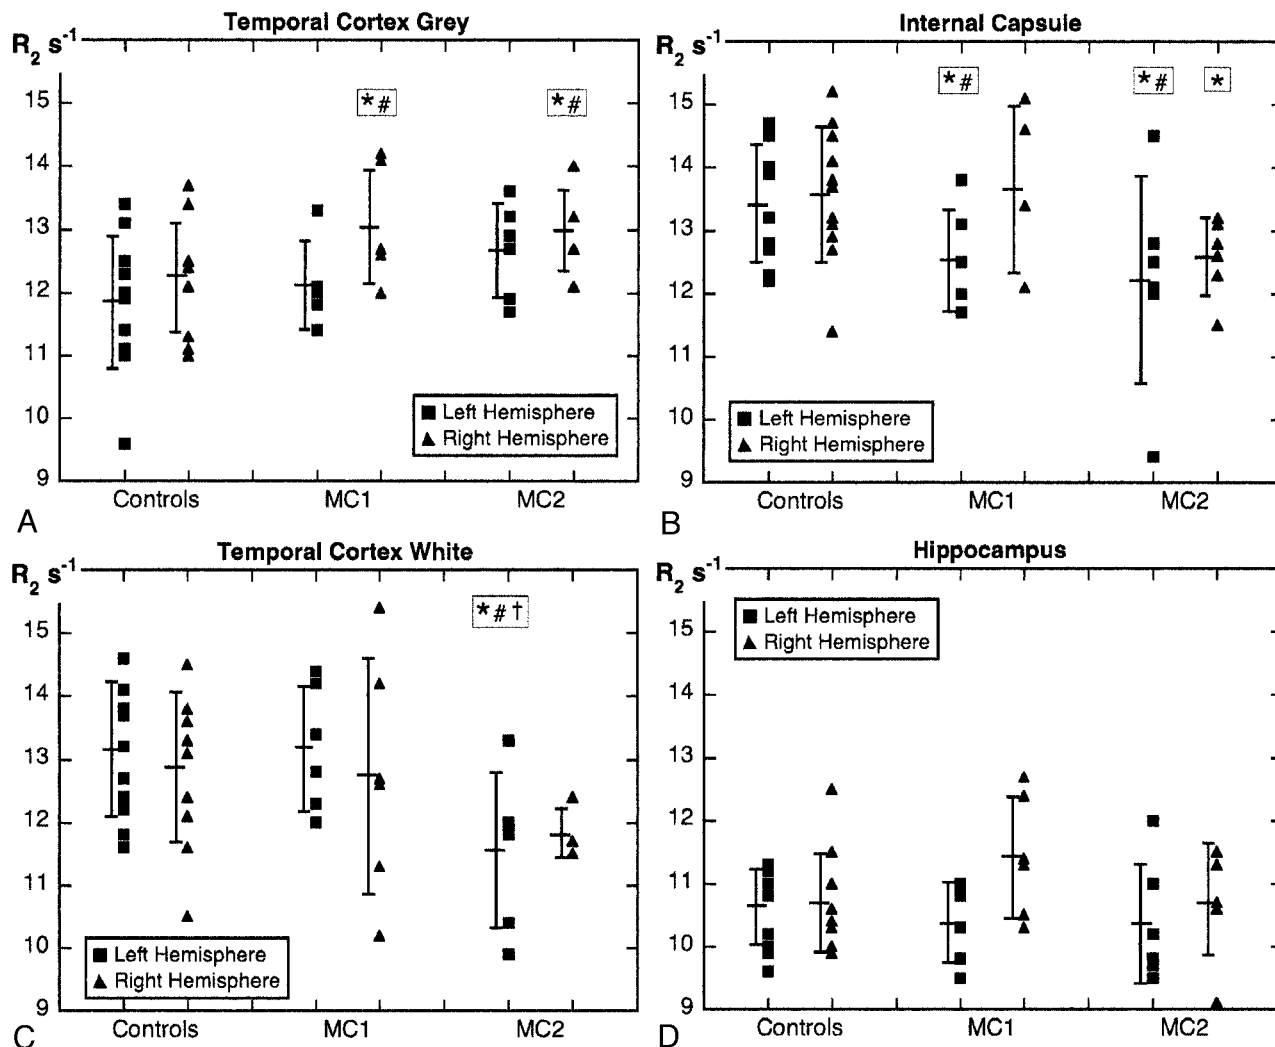 Temporal Cortex Grey
R2 s-1
15
14
13
12
11
10
9
*#
*#
Left Hemisphere
Right Hemisphere
Controls MC1 MC2
A
Internal Capsule
R2 s-1
15
14
13
12
11
10
9
*#
*#
*
Left Hemisphere
Right Hemisphere
Controls MC1 MC2
B
Temporal Cortex White
R2 s-1
15
14
13
12
11
10
9
*#†
Left Hemisphere
Right Hemisphere
Controls MC1 MC2
C
Hippocampus
R2 s-1
15
14
13
12
11
10
9
Left Hemisphere
Right Hemisphere
Controls MC1 MC2
D